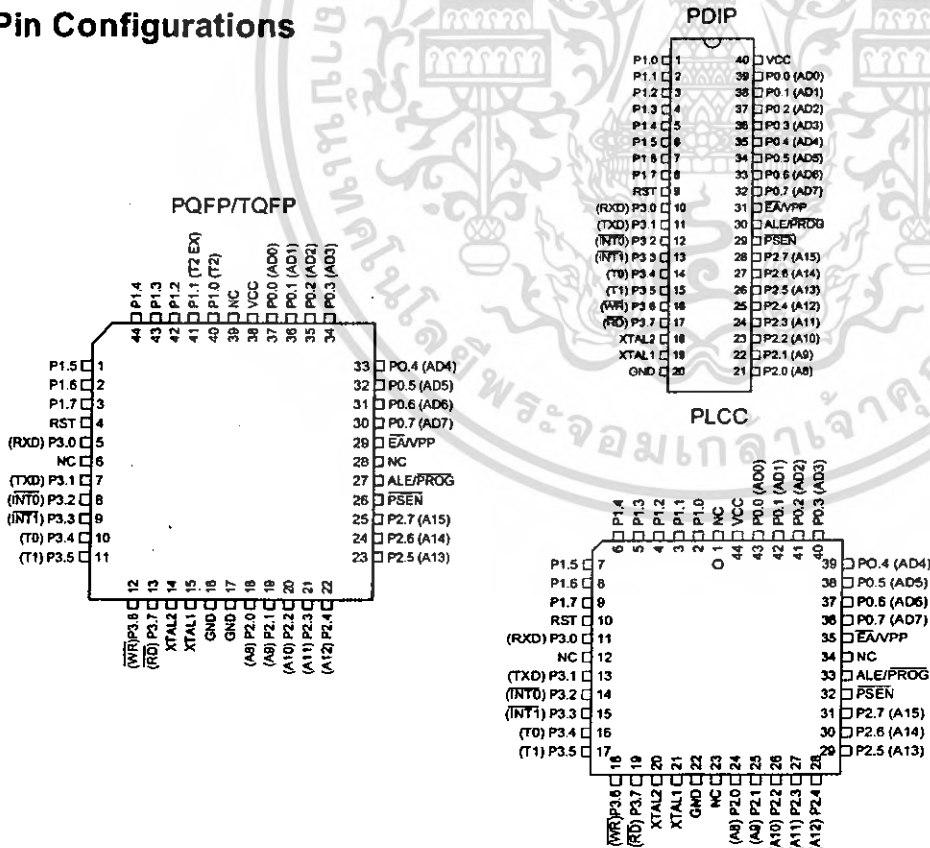 Pin Configurations
PDIP
P1.0 1 40 VCC
P1.1 2 39 P0.0 (AD0)
P1.2 3 38 P0.1 (AD1)
P1.3 4 37 P0.2 (AD2)
P1.4 5 36 P0.3 (AD3)
P1.5 6 35 P0.4 (AD4)
P1.6 7 34 P0.5 (AD5)
P1.7 8 33 P0.6 (AD6)
RST 9 32 P0.7 (AD7)
(RXD) P3.0 10 31 E̅A̅/VPP
(TXD) P3.1 11 30 ALE/P̅R̅O̅G̅
(I̅N̅T̅0̅) P3.2 12 29 P̅S̅E̅N̅
(I̅N̅T̅1̅) P3.3 13 28 P2.7 (A15)
(T0) P3.4 14 27 P2.6 (A14)
(T1) P3.5 15 26 P2.5 (A13)
(W̅R̅) P3.6 16 25 P2.4 (A12)
(R̅D̅) P3.7 17 24 P2.3 (A11)
XTAL2 18 23 P2.2 (A10)
XTAL1 19 22 P2.1 (A9)
GND 20 21 P2.0 (A8)
PQFP/TQFP
P1.4 P1.3 P1.2 P1.1 (T2 EX) P1.0 (T2) NC VCC P0.0 (AD0) P0.1 (AD1) P0.2 (AD2) P0.3 (AD3)
44 43 42 41 40 39 38 37 36 35 34
P1.5 1 33 P0.4 (AD4)
P1.6 2 32 P0.5 (AD5)
P1.7 3 31 P0.6 (AD6)
RST 4 30 P0.7 (AD7)
(RXD) P3.0 5 29 E̅A̅/VPP
NC 6 28 NC
(TXD) P3.1 7 27 ALE/P̅R̅O̅G̅
(I̅N̅T̅0̅) P3.2 8 26 P̅S̅E̅N̅
(I̅N̅T̅1̅) P3.3 9 25 P2.7 (A15)
(T0) P3.4 10 24 P2.6 (A14)
(T1) P3.5 11 23 P2.5 (A13)
12 13 14 15 16 17 18 19 20 21 22
(W̅R̅) P3.6 (R̅D̅) P3.7 XTAL2 XTAL1 GND GND (A8) P2.0 (A9) P2.1 (A10) P2.2 (A11) P2.3 (A12) P2.4
PLCC
P1.4 P1.3 P1.2 P1.1 P1.0 NC VCC P0.0 (AD0) P0.1 (AD1) P0.2 (AD2) P0.3 (AD3)
6 5 4 3 2 1 44 43 42 41 40
P1.5 7 39 P0.4 (AD4)
P1.6 8 38 P0.5 (AD5)
P1.7 9 37 P0.6 (AD6)
RST 10 36 P0.7 (AD7)
(RXD) P3.0 11 35 E̅A̅/VPP
NC 12 34 NC
(TXD) P3.1 13 33 ALE/P̅R̅O̅G̅
(I̅N̅T̅0̅) P3.2 14 32 P̅S̅E̅N̅
(I̅N̅T̅1̅) P3.3 15 31 P2.7 (A15)
(T0) P3.4 16 30 P2.6 (A14)
(T1) P3.5 17 29 P2.5 (A13)
18 19 20 21 22 23 24 25 26 27 28
(W̅R̅) P3.6 (R̅D̅) P3.7 XTAL2 XTAL1 GND NC (A8) P2.0 (A9) P2.1 A10) P2.2 A11) P2.3 A12) P2.4